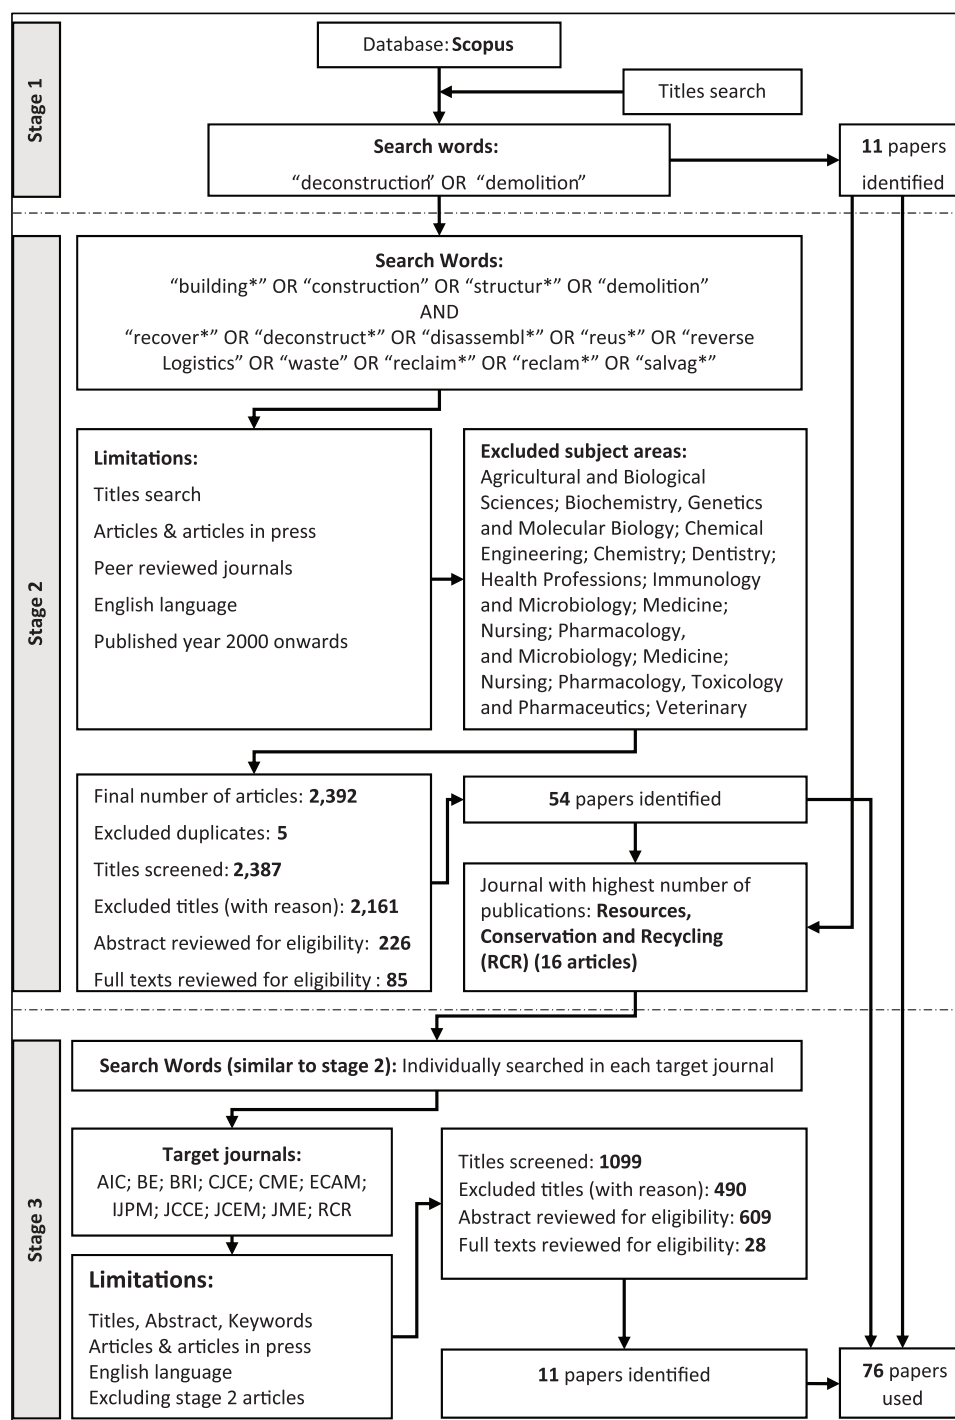 Stage 1
Database: Scopus
Titles search
Search words:
“deconstruction” OR “demolition”
11 papers
identified
Stage 2
Search Words:
“building*” OR “construction” OR “structur*” OR “demolition”
AND
“recover*” OR “deconstruct*” OR “disassembl*” OR “reus*” OR “reverse
Logistics” OR “waste” OR “reclaim*” OR “reclam*” OR “salvag*”
Limitations:
Titles search
Articles & articles in press
Peer reviewed journals
English language
Published year 2000 onwards
Excluded subject areas:
Agricultural and Biological
Sciences; Biochemistry, Genetics
and Molecular Biology; Chemical
Engineering; Chemistry; Dentistry;
Health Professions; Immunology
and Microbiology; Medicine;
Nursing; Pharmacology,
and Microbiology; Medicine;
Nursing; Pharmacology, Toxicology
and Pharmaceutics; Veterinary
Final number of articles: 2,392
Excluded duplicates: 5
Titles screened: 2,387
Excluded titles (with reason): 2,161
Abstract reviewed for eligibility: 226
Full texts reviewed for eligibility : 85
54 papers identified
Journal with highest number of
publications: Resources,
Conservation and Recycling
(RCR) (16 articles)
Stage 3
Search Words (similar to stage 2): Individually searched in each target journal
Target journals:
AIC; BE; BRI; CJCE; CME; ECAM;
IJPM; JCCE; JCEM; JME; RCR
Limitations:
Titles, Abstract, Keywords
Articles & articles in press
English language
Excluding stage 2 articles
Titles screened: 1099
Excluded titles (with reason): 490
Abstract reviewed for eligibility: 609
Full texts reviewed for eligibility: 28
11 papers identified
76 papers
used